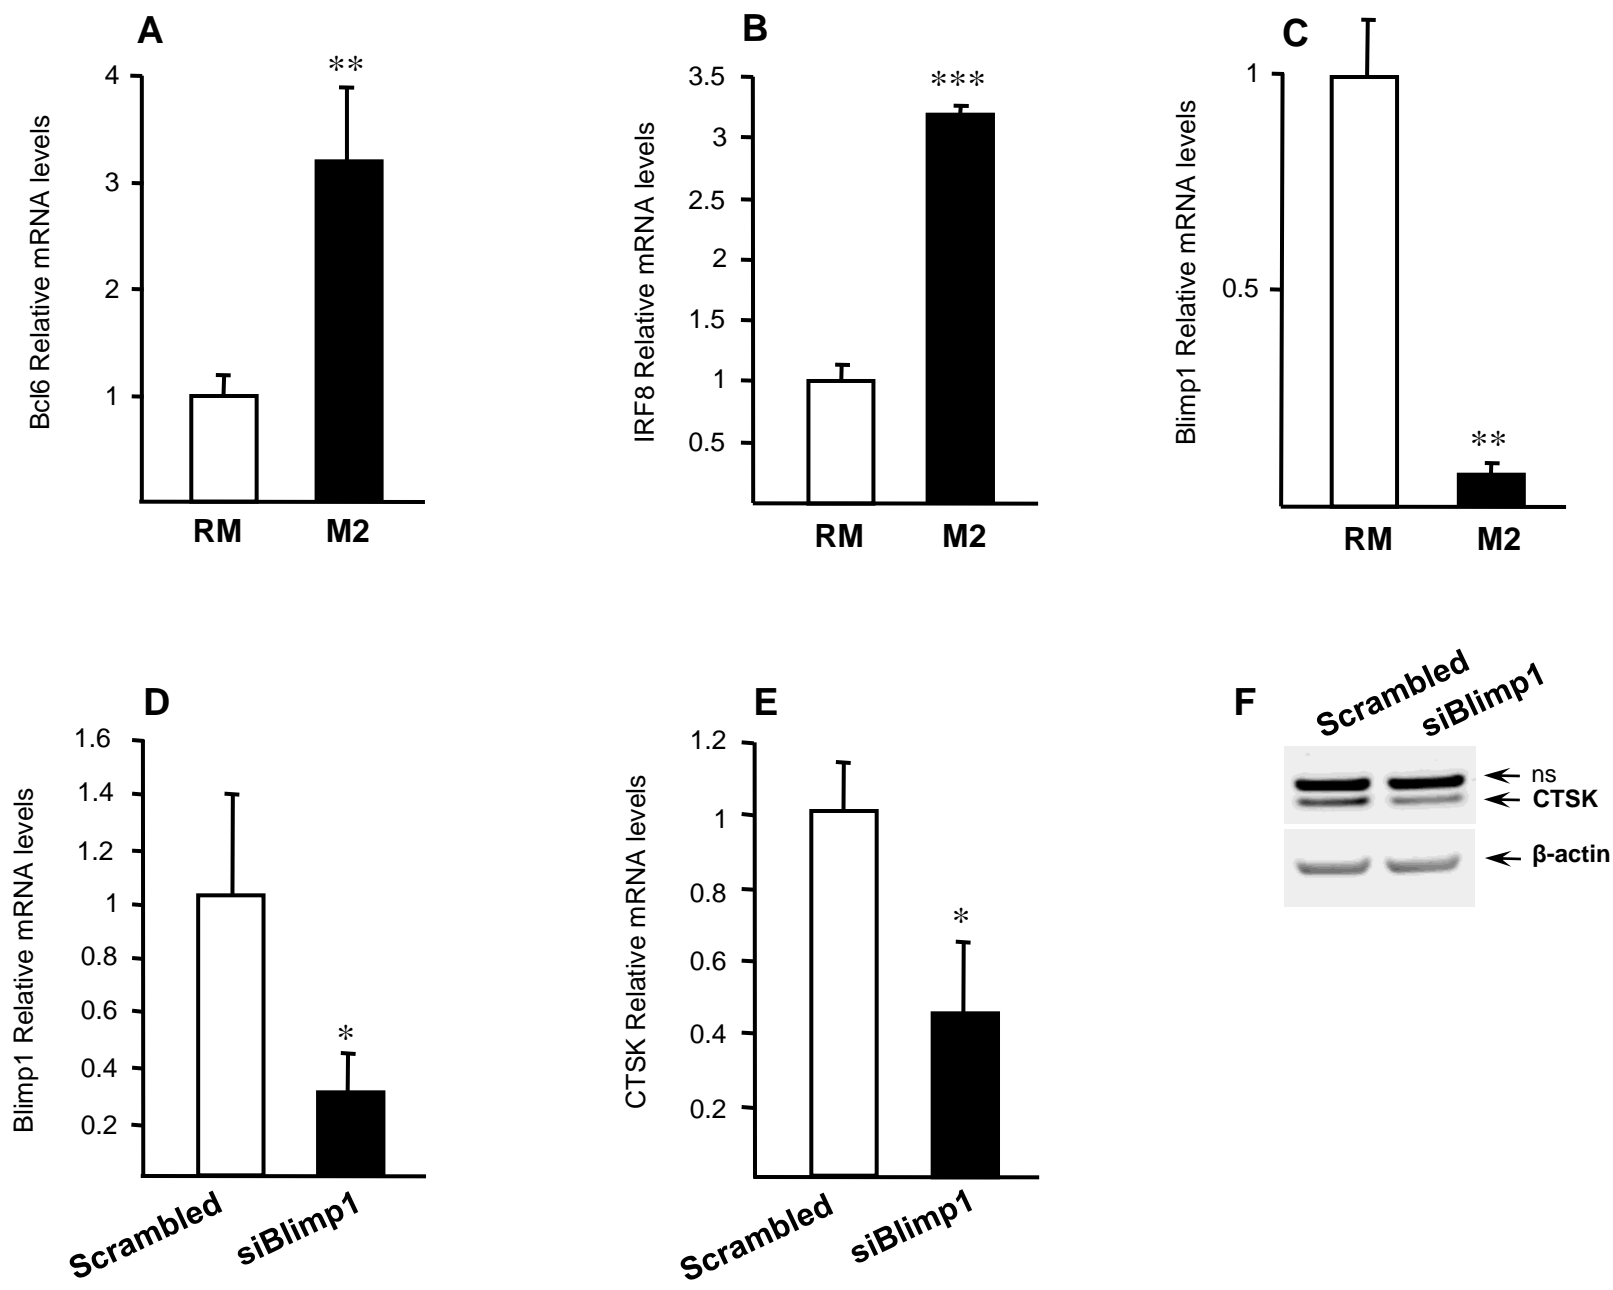 A
Bcl6 Relative mRNA levels
4
3
2
1
**
RM M2
B
IRF8 Relative mRNA levels
3.5
3
2.5
2
1.5
1
0.5
***
RM M2
C
Blimp1 Relative mRNA levels
1
0.5
**
RM M2
D
Blimp1 Relative mRNA levels
1.6
1.4
1.2
1
0.8
0.6
0.4
0.2
*
Scrambled siBlimp1
E
CTSK Relative mRNA levels
1.2
1
0.8
0.6
0.4
0.2
*
Scrambled siBlimp1
F
Scrambled siBlimp1
ns
CTSK
β-actin